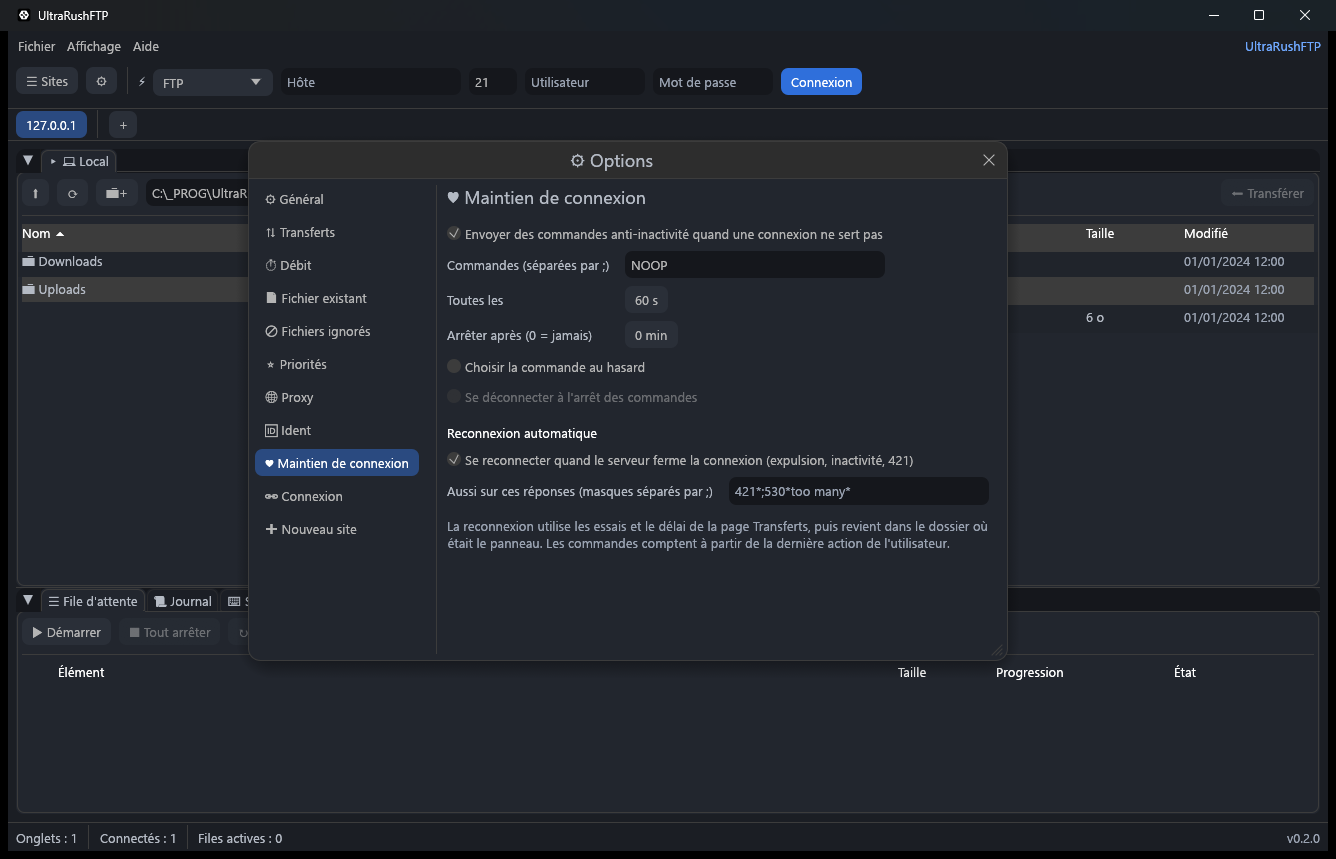 UltraRushFTP
Fichier Affichage Aide UltraRushFTP
Sites FTP Hôte 21 Utilisateur Mot de passe Connexion
127.0.0.1 +
Local
C:\_PROG\UltraR
Transférer
Nom Taille Modifié
Downloads 01/01/2024 12:00
Uploads 01/01/2024 12:00
6 o 01/01/2024 12:00
Options
Général
Transferts
Débit
Fichier existant
Fichiers ignorés
Priorités
Proxy
Ident
Maintien de connexion
Connexion
Nouveau site
Maintien de connexion
Envoyer des commandes anti-inactivité quand une connexion ne sert pas
Commandes (séparées par ;) NOOP
Toutes les 60 s
Arrêter après (0 = jamais) 0 min
Choisir la commande au hasard
Se déconnecter à l'arrêt des commandes
Reconnexion automatique
Se reconnecter quand le serveur ferme la connexion (expulsion, inactivité, 421)
Aussi sur ces réponses (masques séparés par ;) 421*;530*too many*
La reconnexion utilise les essais et le délai de la page Transferts, puis revient dans le dossier où
était le panneau. Les commandes comptent à partir de la dernière action de l'utilisateur.
File d'attente Journal S
Démarrer Tout arrêter
Élément Taille Progression État
Onglets : 1 Connectés : 1 Files actives : 0 v0.2.0